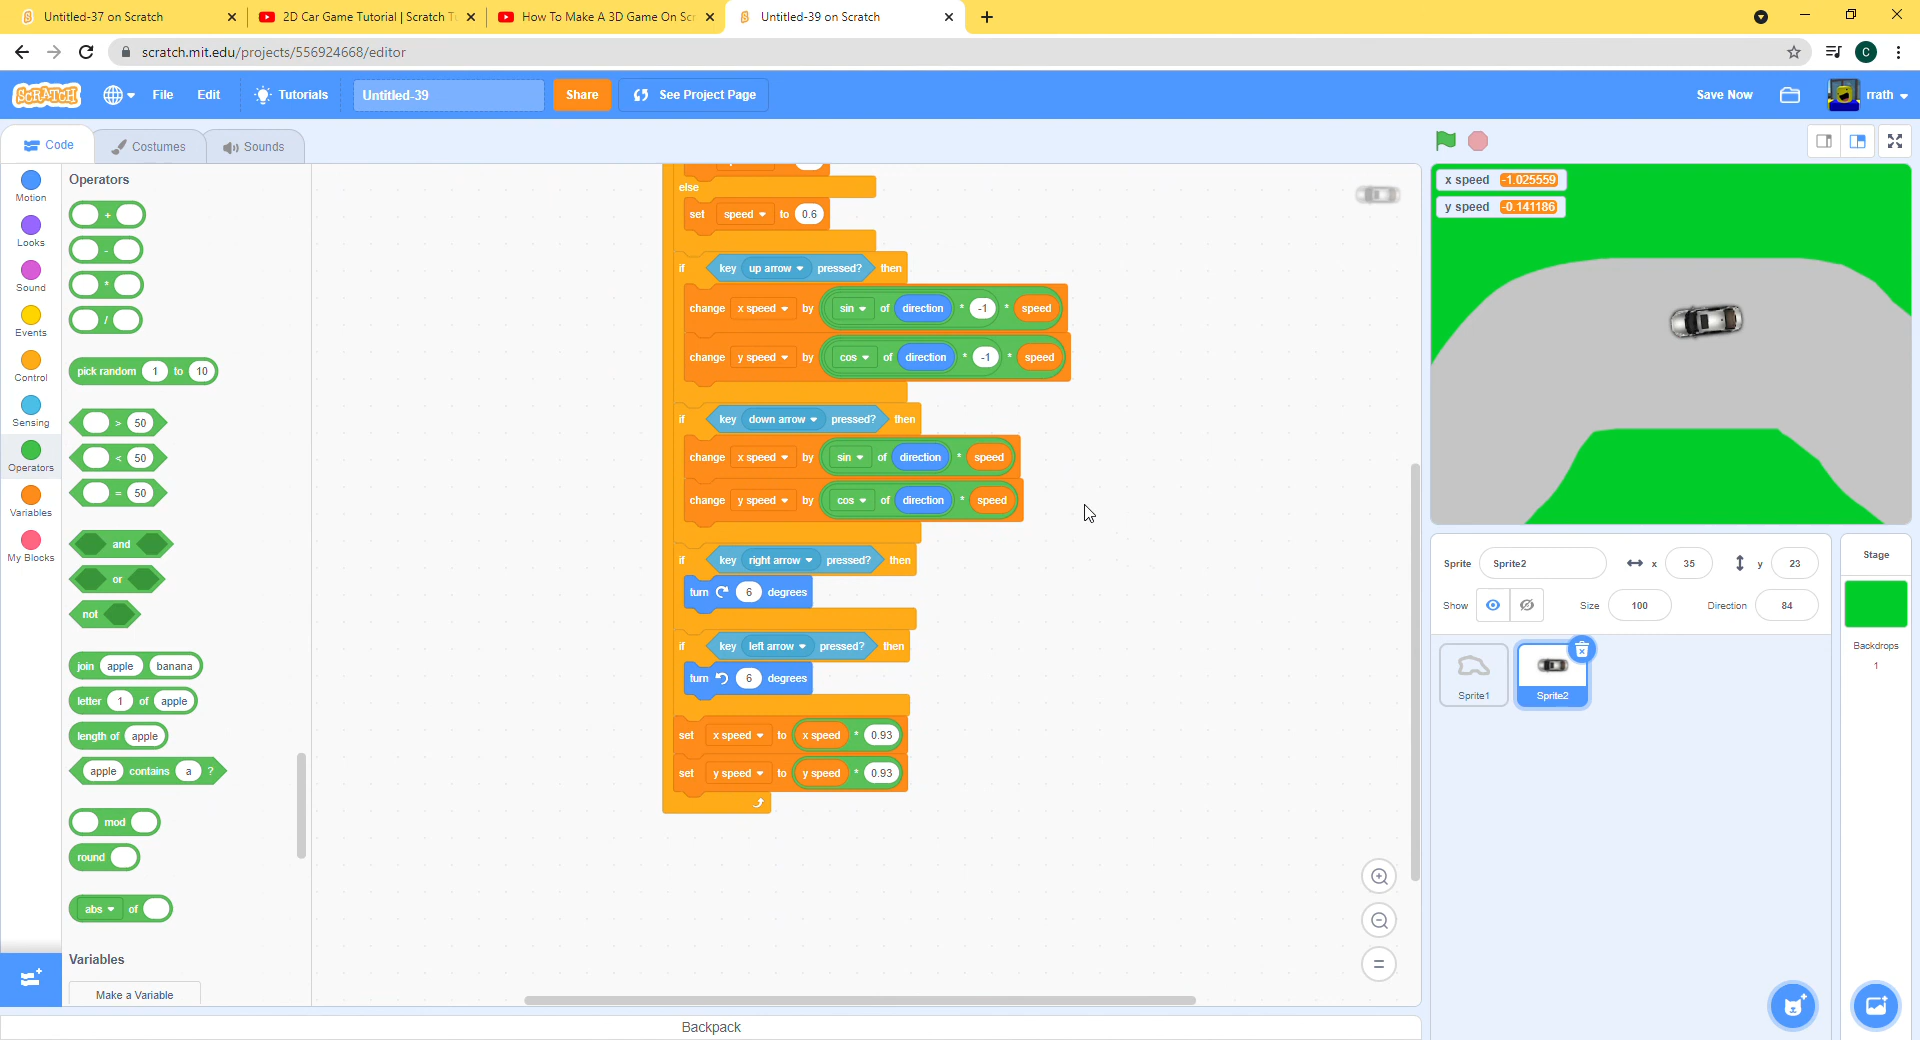 Untitled-37 on Scratch
2D Car Game Tutorial | Scratch Tu
How To Make A 3D Game On Scr
Untitled-39 on Scratch
scratch.mit.edu/projects/556924668/editor
C
SCRATCH
File
Edit
Tutorials
Untitled-39
Share
See Project Page
Save Now
rrath
Code
Costumes
Sounds
Motion
Looks
Sound
Events
Control
Sensing
Operators
Variables
My Blocks
Operators
+
-
*
/
pick random 1 to 10
> 50
< 50
= 50
and
or
not
join apple banana
letter 1 of apple
length of apple
apple contains a ?
mod
round
abs of
Variables
Make a Variable
else
set speed to 0.6
if key up arrow pressed? then
change x speed by sin of direction * -1 * speed
change y speed by cos of direction * -1 * speed
if key down arrow pressed? then
change x speed by sin of direction * speed
change y speed by cos of direction * speed
if key right arrow pressed? then
turn 6 degrees
if key left arrow pressed? then
turn 6 degrees
set x speed to x speed * 0.93
set y speed to y speed * 0.93
Backpack
x speed -1.025559
y speed -0.141186
Sprite Sprite2 x 35 y 23
Show Size 100 Direction 84
Sprite1
Sprite2
Stage
Backdrops
1